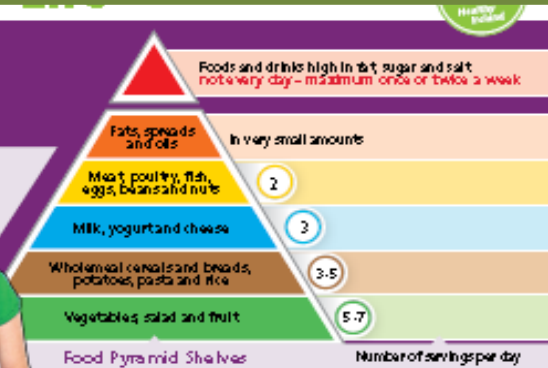 Healthy
Ireland
Foods and drinks high in fat, sugar and salt
not every day – maximum once or twice a week
Fats, spreads
and oils
In very small amounts
Meat, poultry, fish,
eggs, beans and nuts
2
Milk, yogurt and cheese
3
Wholemeal cereals and breads,
potatoes, pasta and rice
3-5
Vegetables, salad and fruit
5-7
Food Pyramid Shelves
Number of servings per day